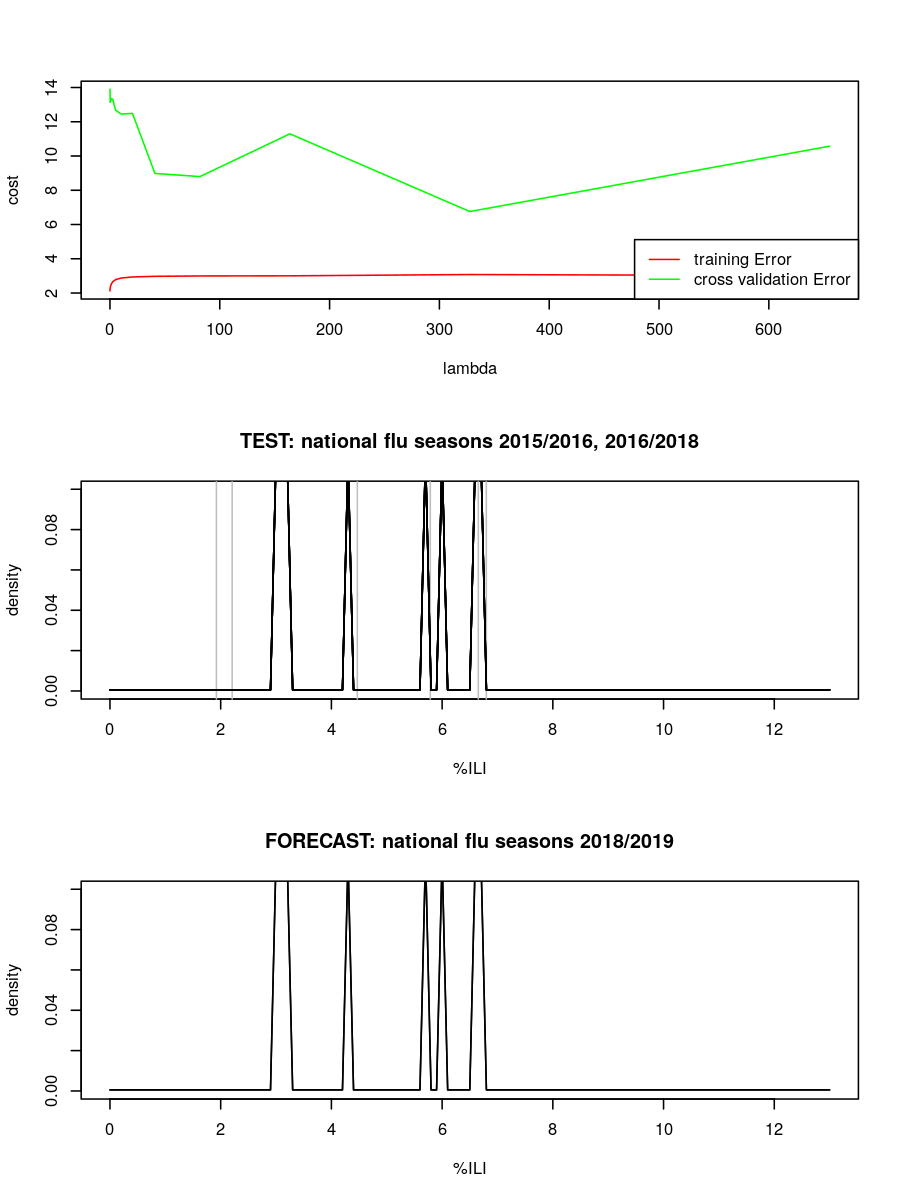 14
12
10
8
6
4
2
cost
training Error
cross validation Error
0 100 200 300 400 500 600
lambda
TEST: national flu seasons 2015/2016, 2016/2018
0.08
0.04
0.00
density
0 2 4 6 8 10 12
%ILI
FORECAST: national flu seasons 2018/2019
0.08
0.04
0.00
density
0 2 4 6 8 10 12
%ILI